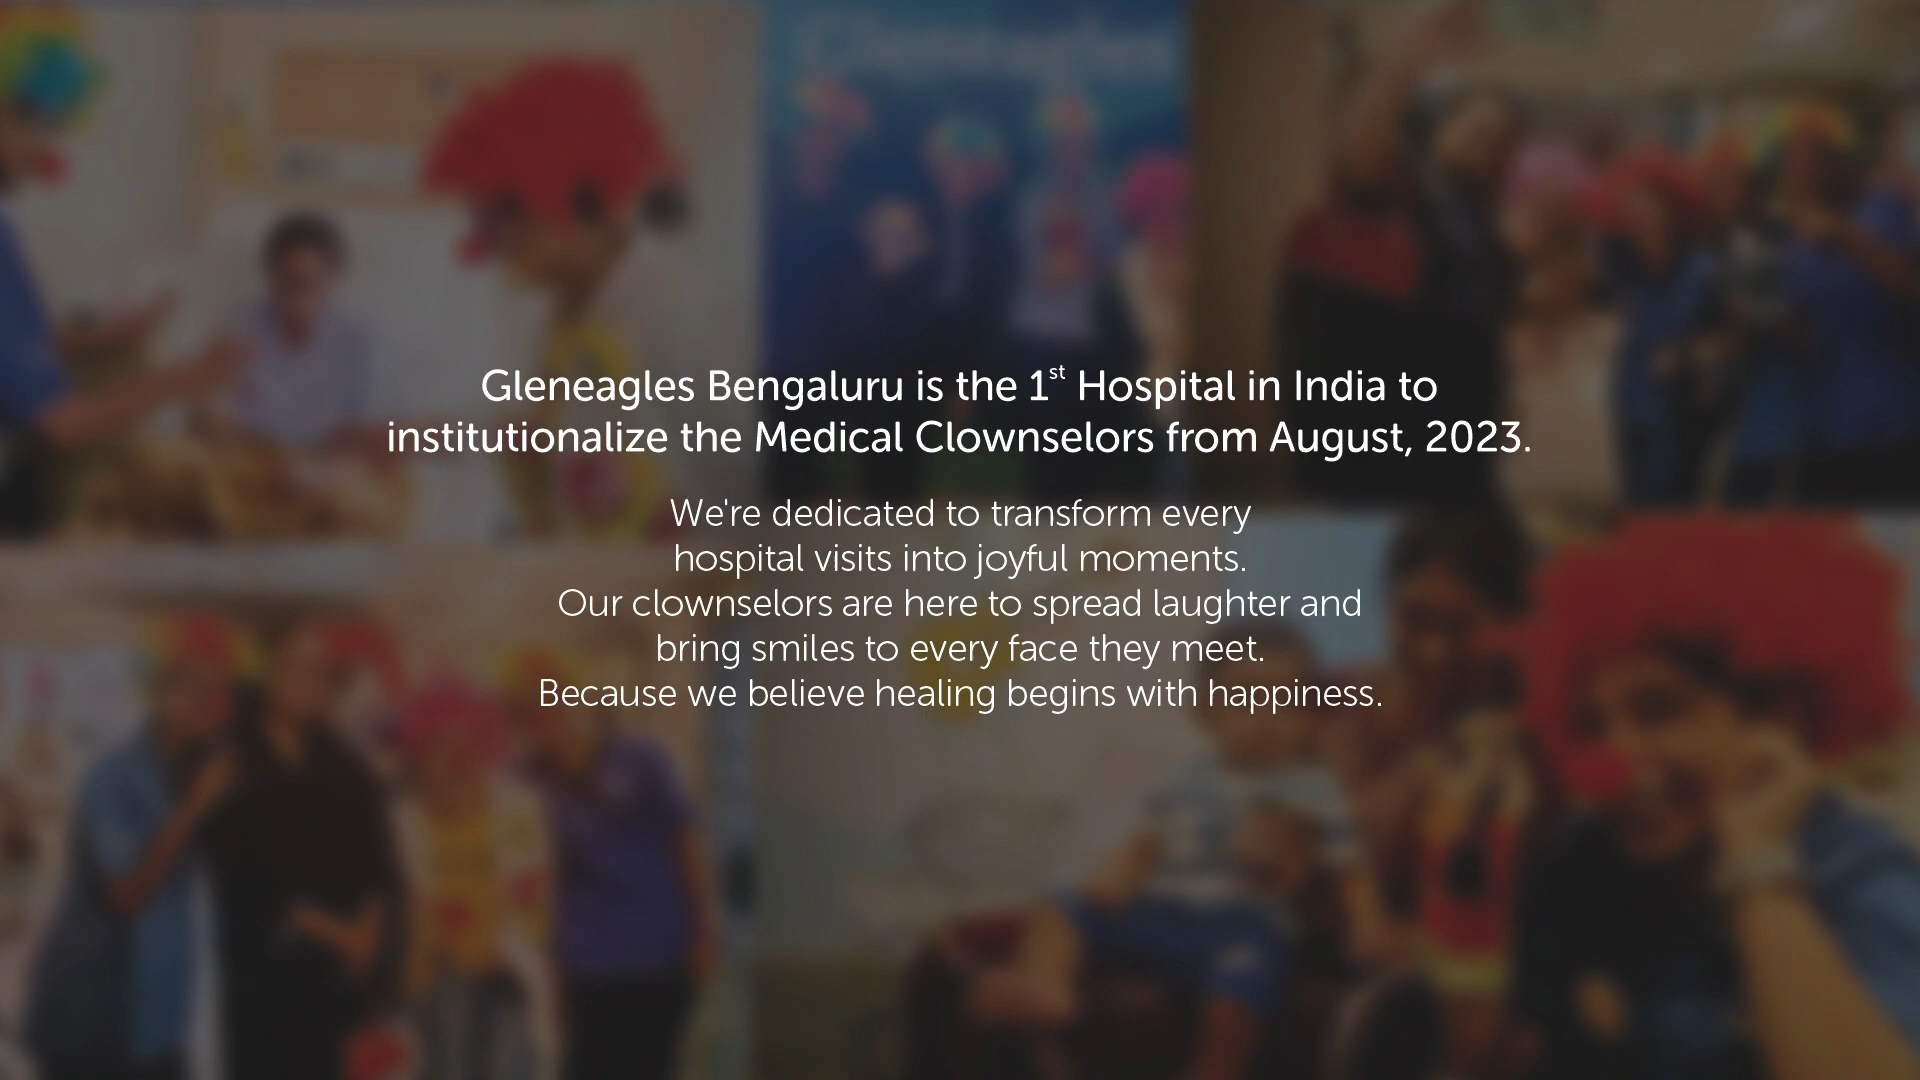 Gleneagles
Gleneagles Bengaluru is the 1st Hospital in India to
institutionalize the Medical Clownselors from August, 2023.
We're dedicated to transform every
hospital visits into joyful moments.
Our clownselors are here to spread laughter and
bring smiles to every face they meet.
Because we believe healing begins with happiness.